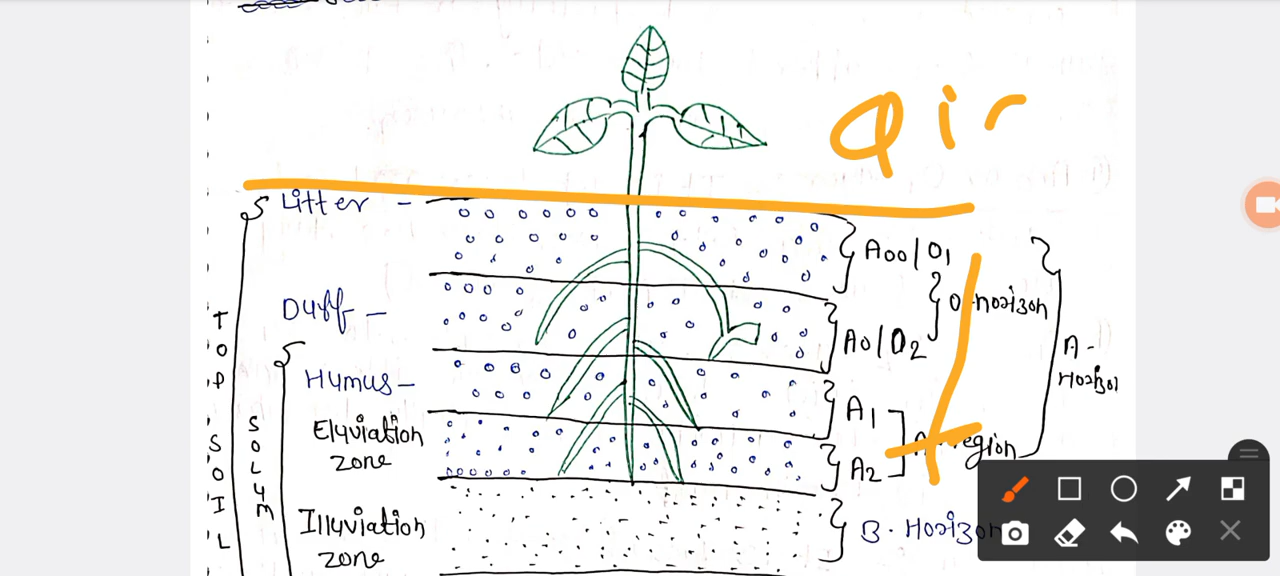 air
Litter -
A00/O1
Duff -
O-horizon
A0/O2
A-
Horizon
Humus -
A1
Eluviation
zone
A2
region
Illuviation
zone
B. Horizon
TOP SOIL
SOLUM